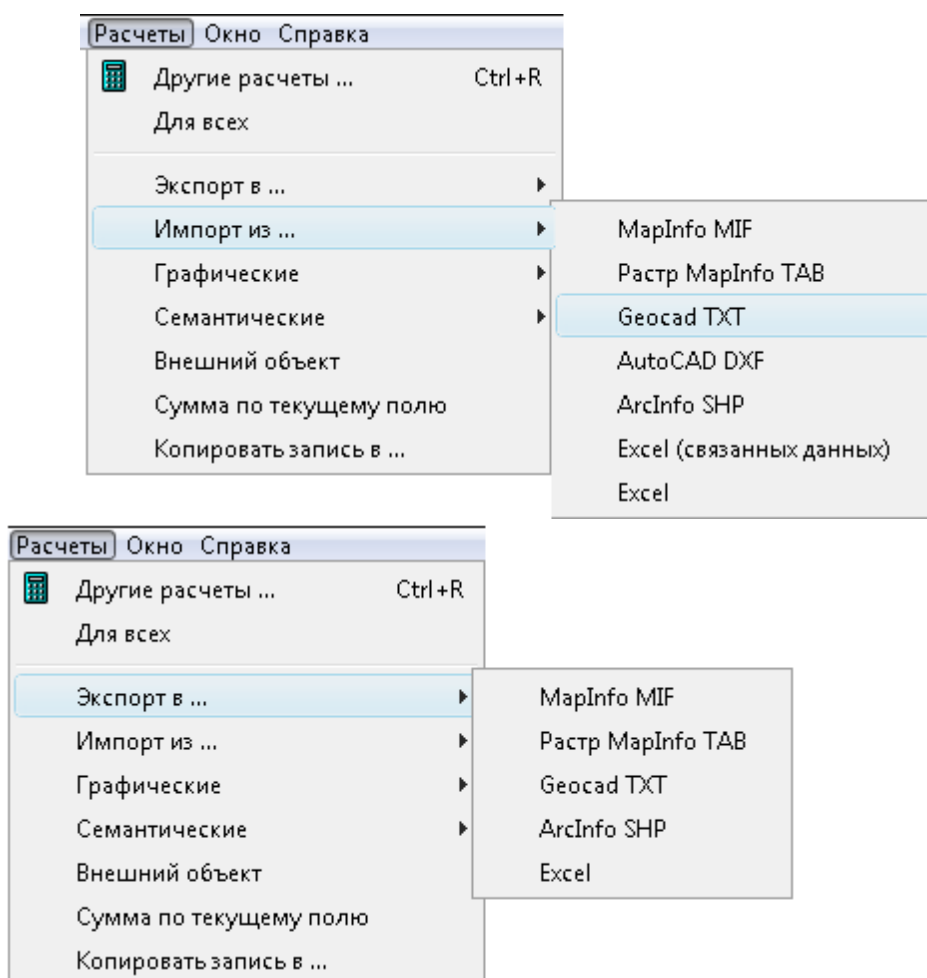 Расчеты Окно Справка
Другие расчеты ... Ctrl+R
Для всех
Экспорт в ...
Импорт из ...
Графические
Семантические
Внешний объект
Сумма по текущему полю
Копировать запись в ...
MapInfo MIF
Растр MapInfo TAB
Geocad TXT
AutoCAD DXF
ArcInfo SHP
Excel (связанных данных)
Excel
Расчеты Окно Справка
Другие расчеты ... Ctrl+R
Для всех
Экспорт в ...
Импорт из ...
Графические
Семантические
Внешний объект
Сумма по текущему полю
Копировать запись в ...
MapInfo MIF
Растр MapInfo TAB
Geocad TXT
ArcInfo SHP
Excel